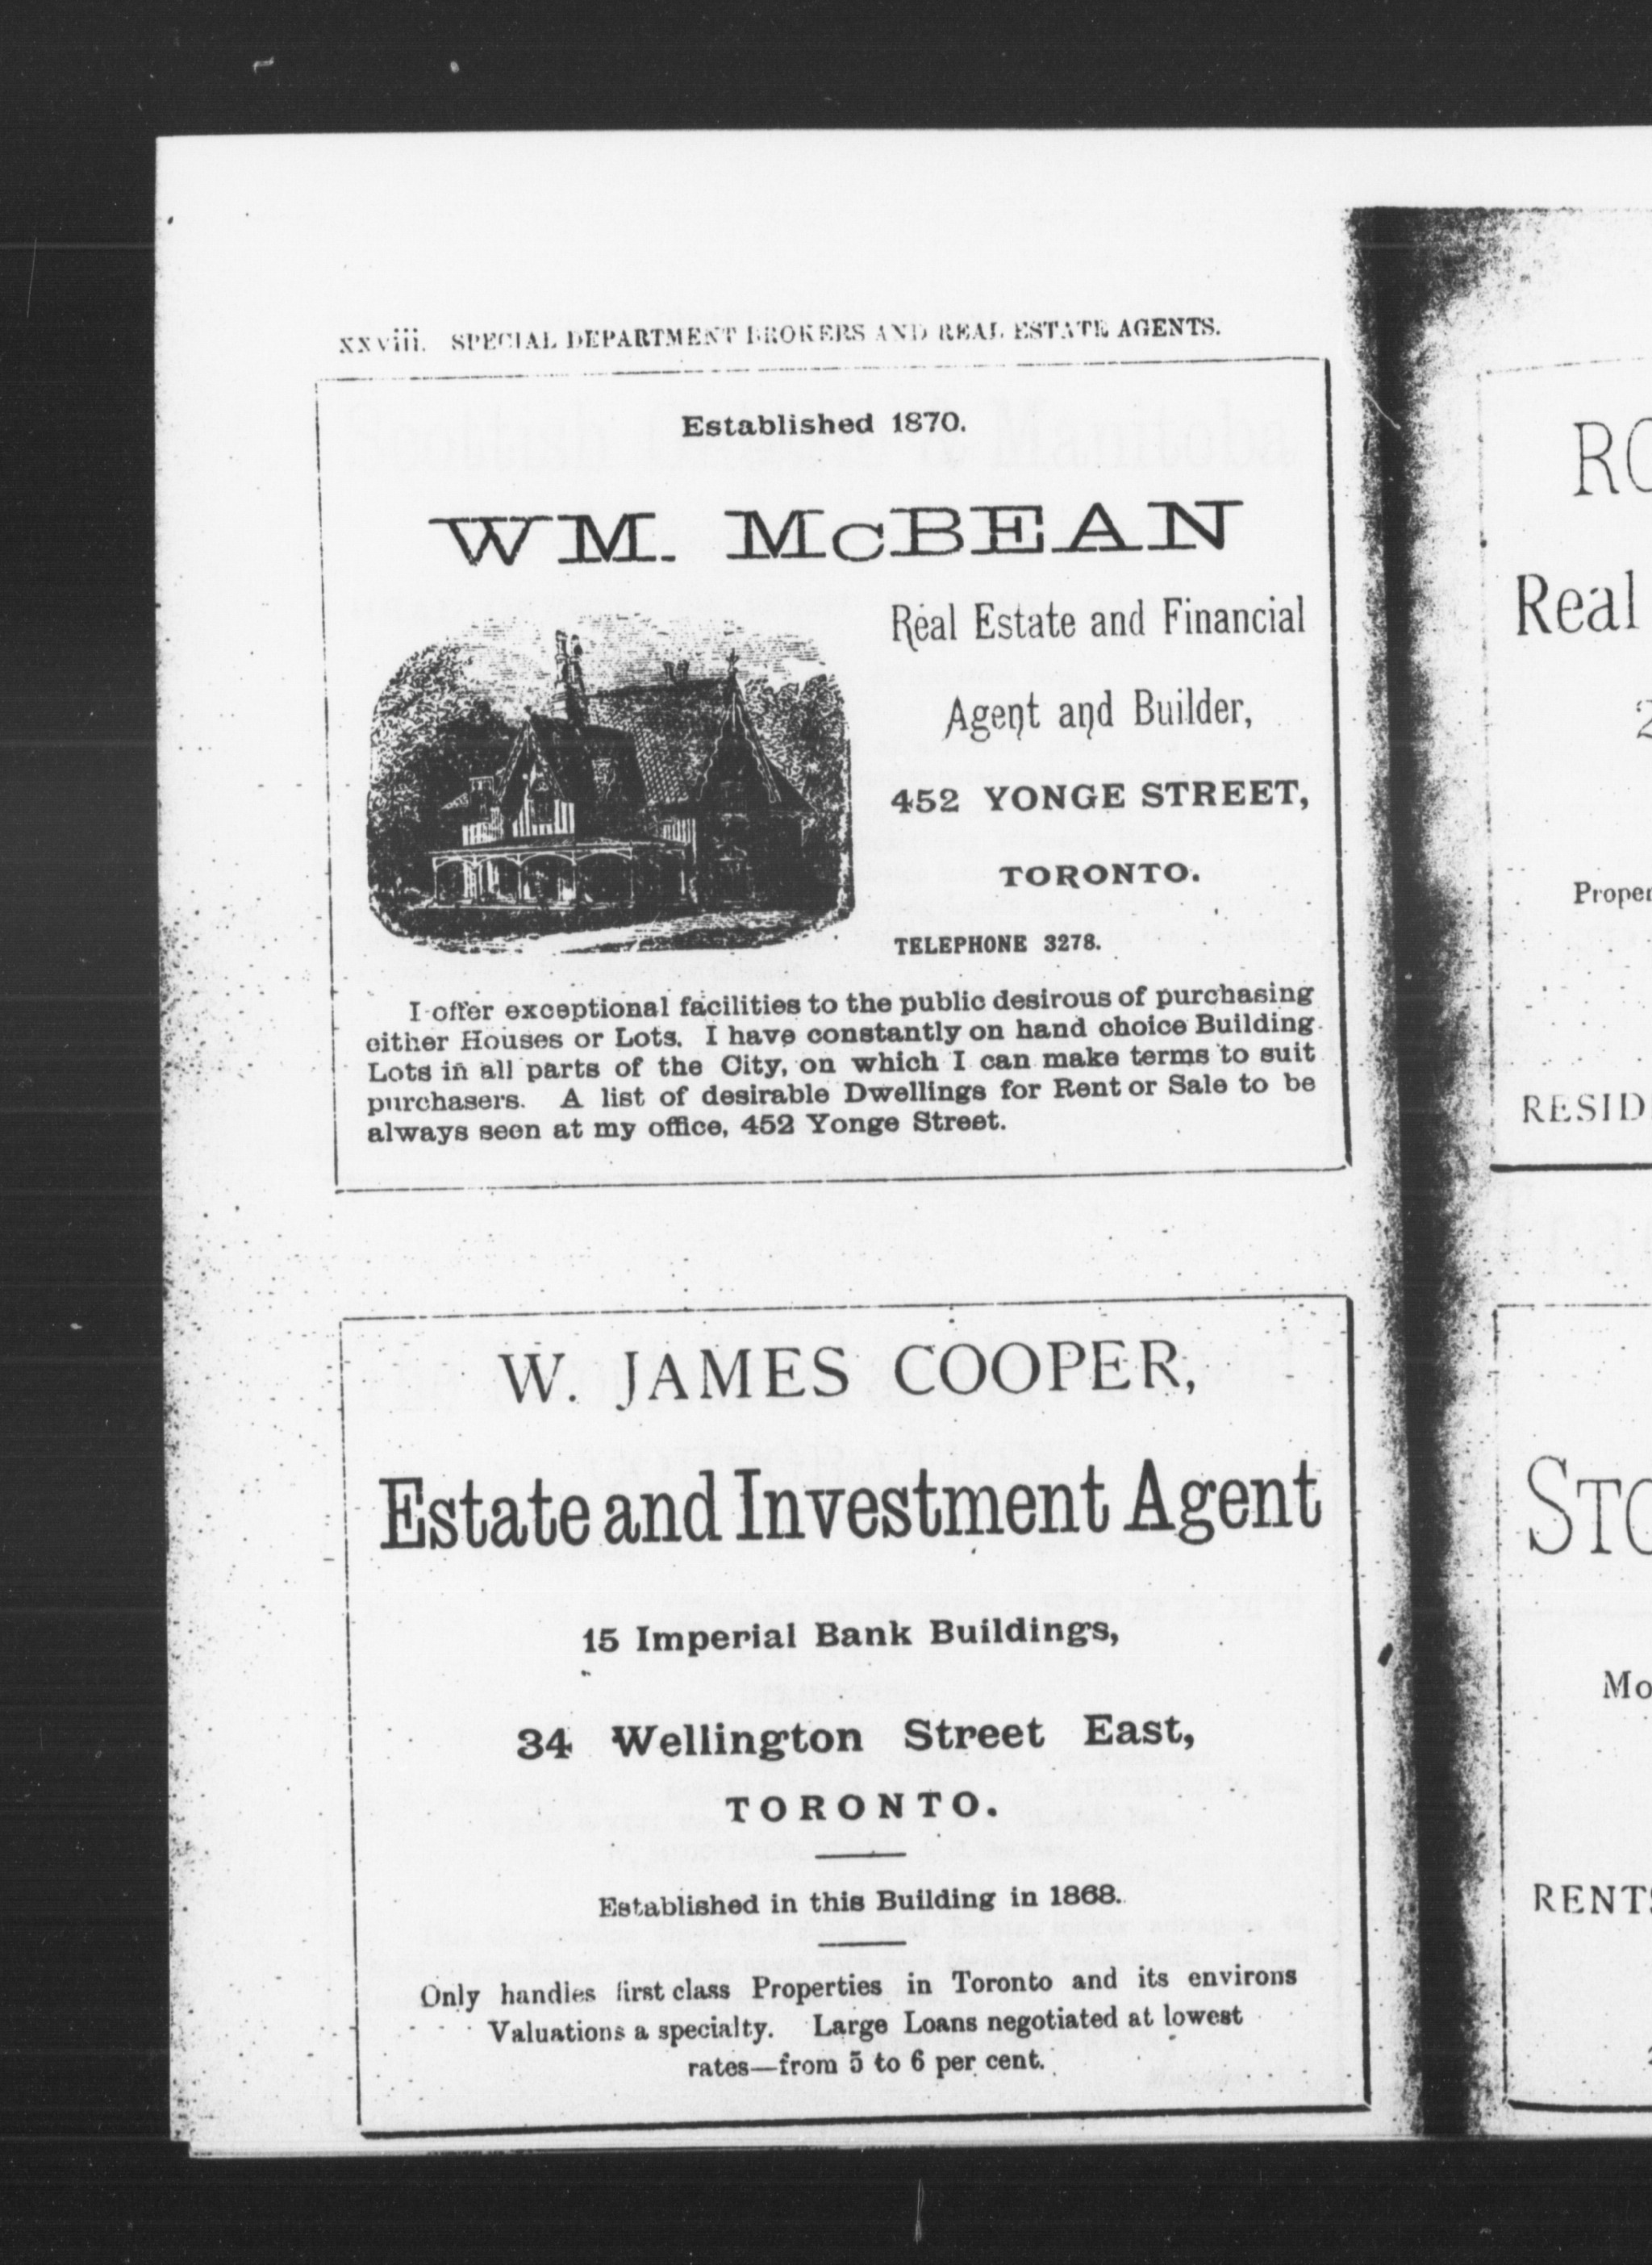 xxviii. SPECIAL DEPARTMENT BROKERS AND REAL ESTATE AGENTS.
Established 1870.
WM. McBEAN
Real Estate and Financial
Agent and Builder,
452 YONGE STREET,
TORONTO.
TELEPHONE 3278.
I offer exceptional facilities to the public desirous of purchasing
either Houses or Lots. I have constantly on hand choice Building
Lots in all parts of the City, on which I can make terms to suit
purchasers. A list of desirable Dwellings for Rent or Sale to be
always seen at my office, 452 Yonge Street.
W. JAMES COOPER,
Estate and Investment Agent
15 Imperial Bank Buildings,
34 Wellington Street East,
TORONTO.
Established in this Building in 1868.
Only handles first class Properties in Toronto and its environs
Valuations a specialty. Large Loans negotiated at lowest
rates—from 5 to 6 per cent.
RO
Real
2
Proper
RESID
STO
Mo
RENTS